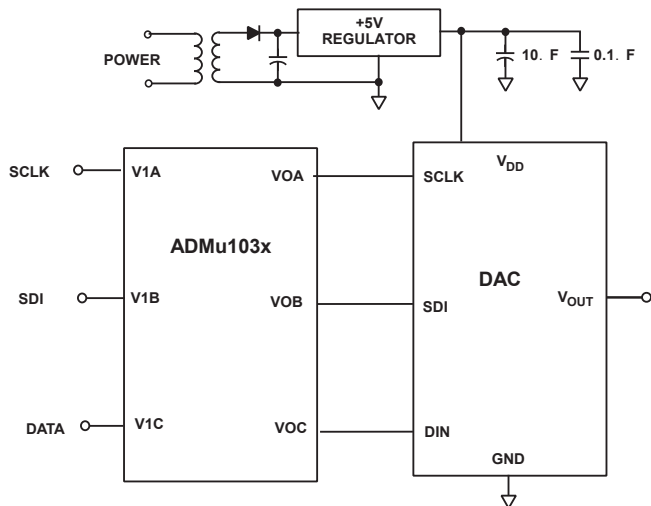 +5V
REGULATOR
POWER
10. F
0.1. F
SCLK
V1A
VOA
SCLK
VDD
ADMu103x
DAC
SDI
V1B
VOB
SDI
VOUT
DATA
V1C
VOC
DIN
GND